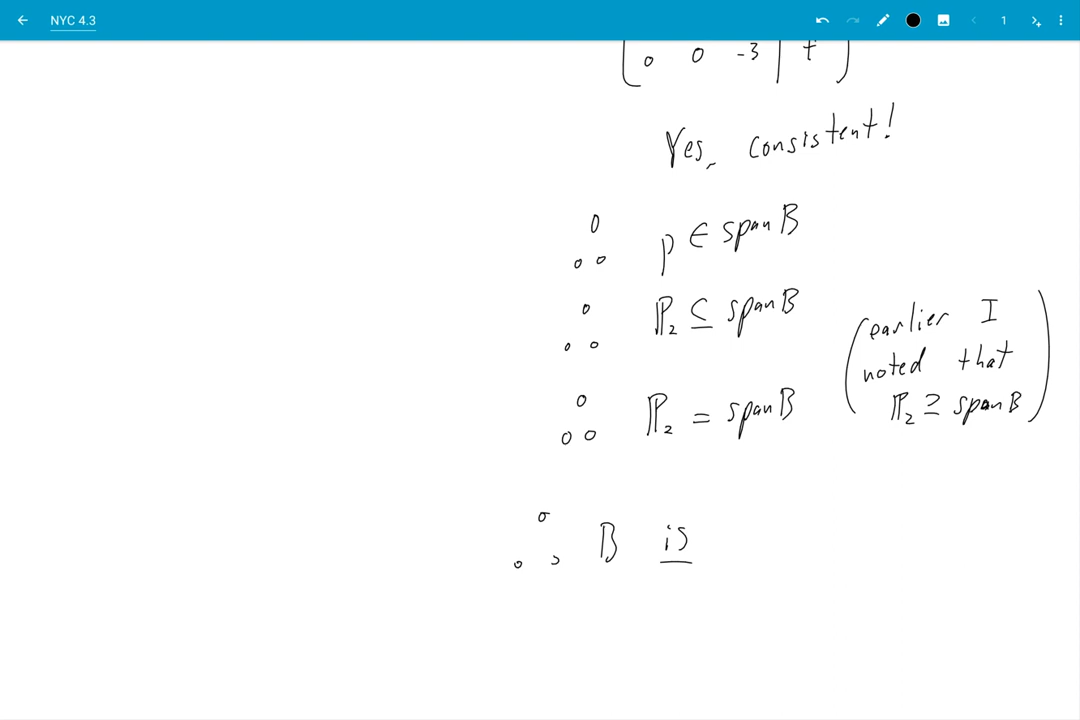 NYC 4.3
1
0 0 -3 |
Yes, consistent!
∴ p ∈ span B
∴ ℙ₂ ⊆ span B
(earlier I
noted that
ℙ₂ ⊇ span B)
∴ ℙ₂ = span B
∴ B is